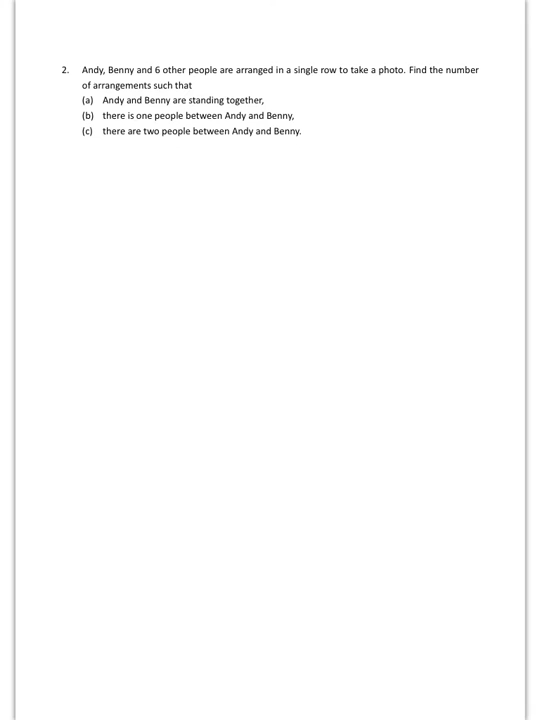 2. Andy, Benny and 6 other people are arranged in a single row to take a photo. Find the number
of arrangements such that
(a) Andy and Benny are standing together,
(b) there is one people between Andy and Benny,
(c) there are two people between Andy and Benny.